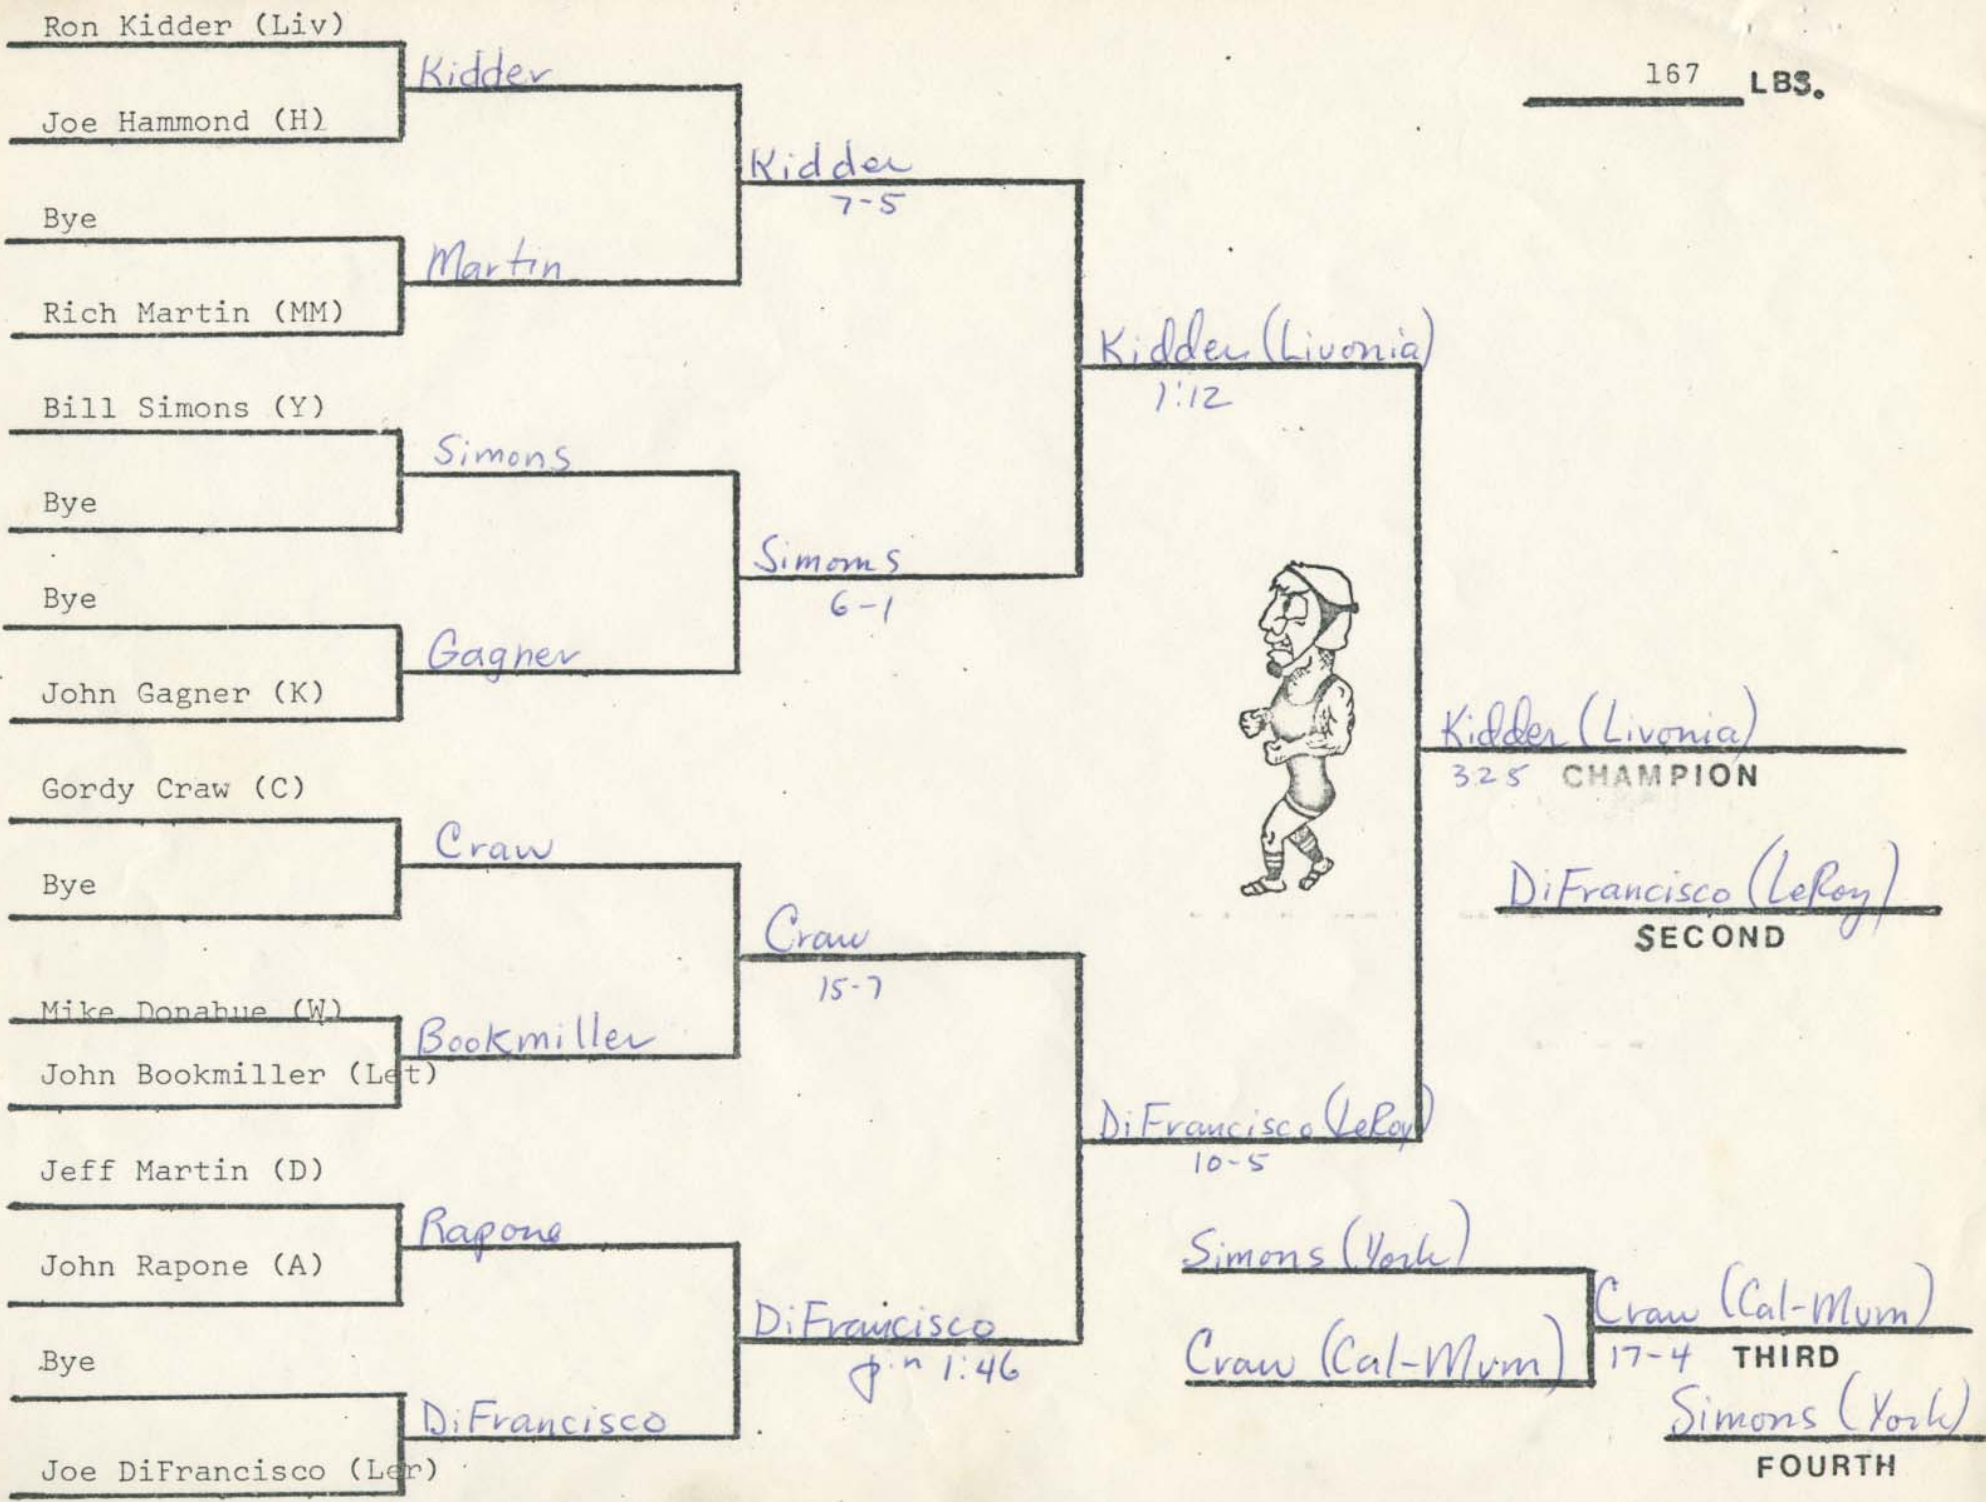 Ron Kidder (Liv)
Joe Hammond (H)
Bye
Rich Martin (MM)
Bill Simons (Y)
Bye
Bye
John Gagner (K)
Gordy Craw (C)
Bye
Mike Donahue (W)
John Bookmiller (Let)
Jeff Martin (D)
John Rapone (A)
Bye
Joe DiFrancisco (Ler)
Kidder
Martin
Simons
Gagner
Craw
Bookmiller
Rapone
DiFrancisco
Kidder
7-5
Simons
6-1
Craw
15-7
DiFrancisco
pin 1:46
Kidder (Livonia)
1:12
DiFrancisco (LeRoy)
10-5
167 LBS.
Kidder (Livonia)
3:25 CHAMPION
DiFrancisco (LeRoy)
SECOND
Simons (York)
Craw (Cal-Mum)
Craw (Cal-Mum)
17-4 THIRD
Simons (York)
FOURTH